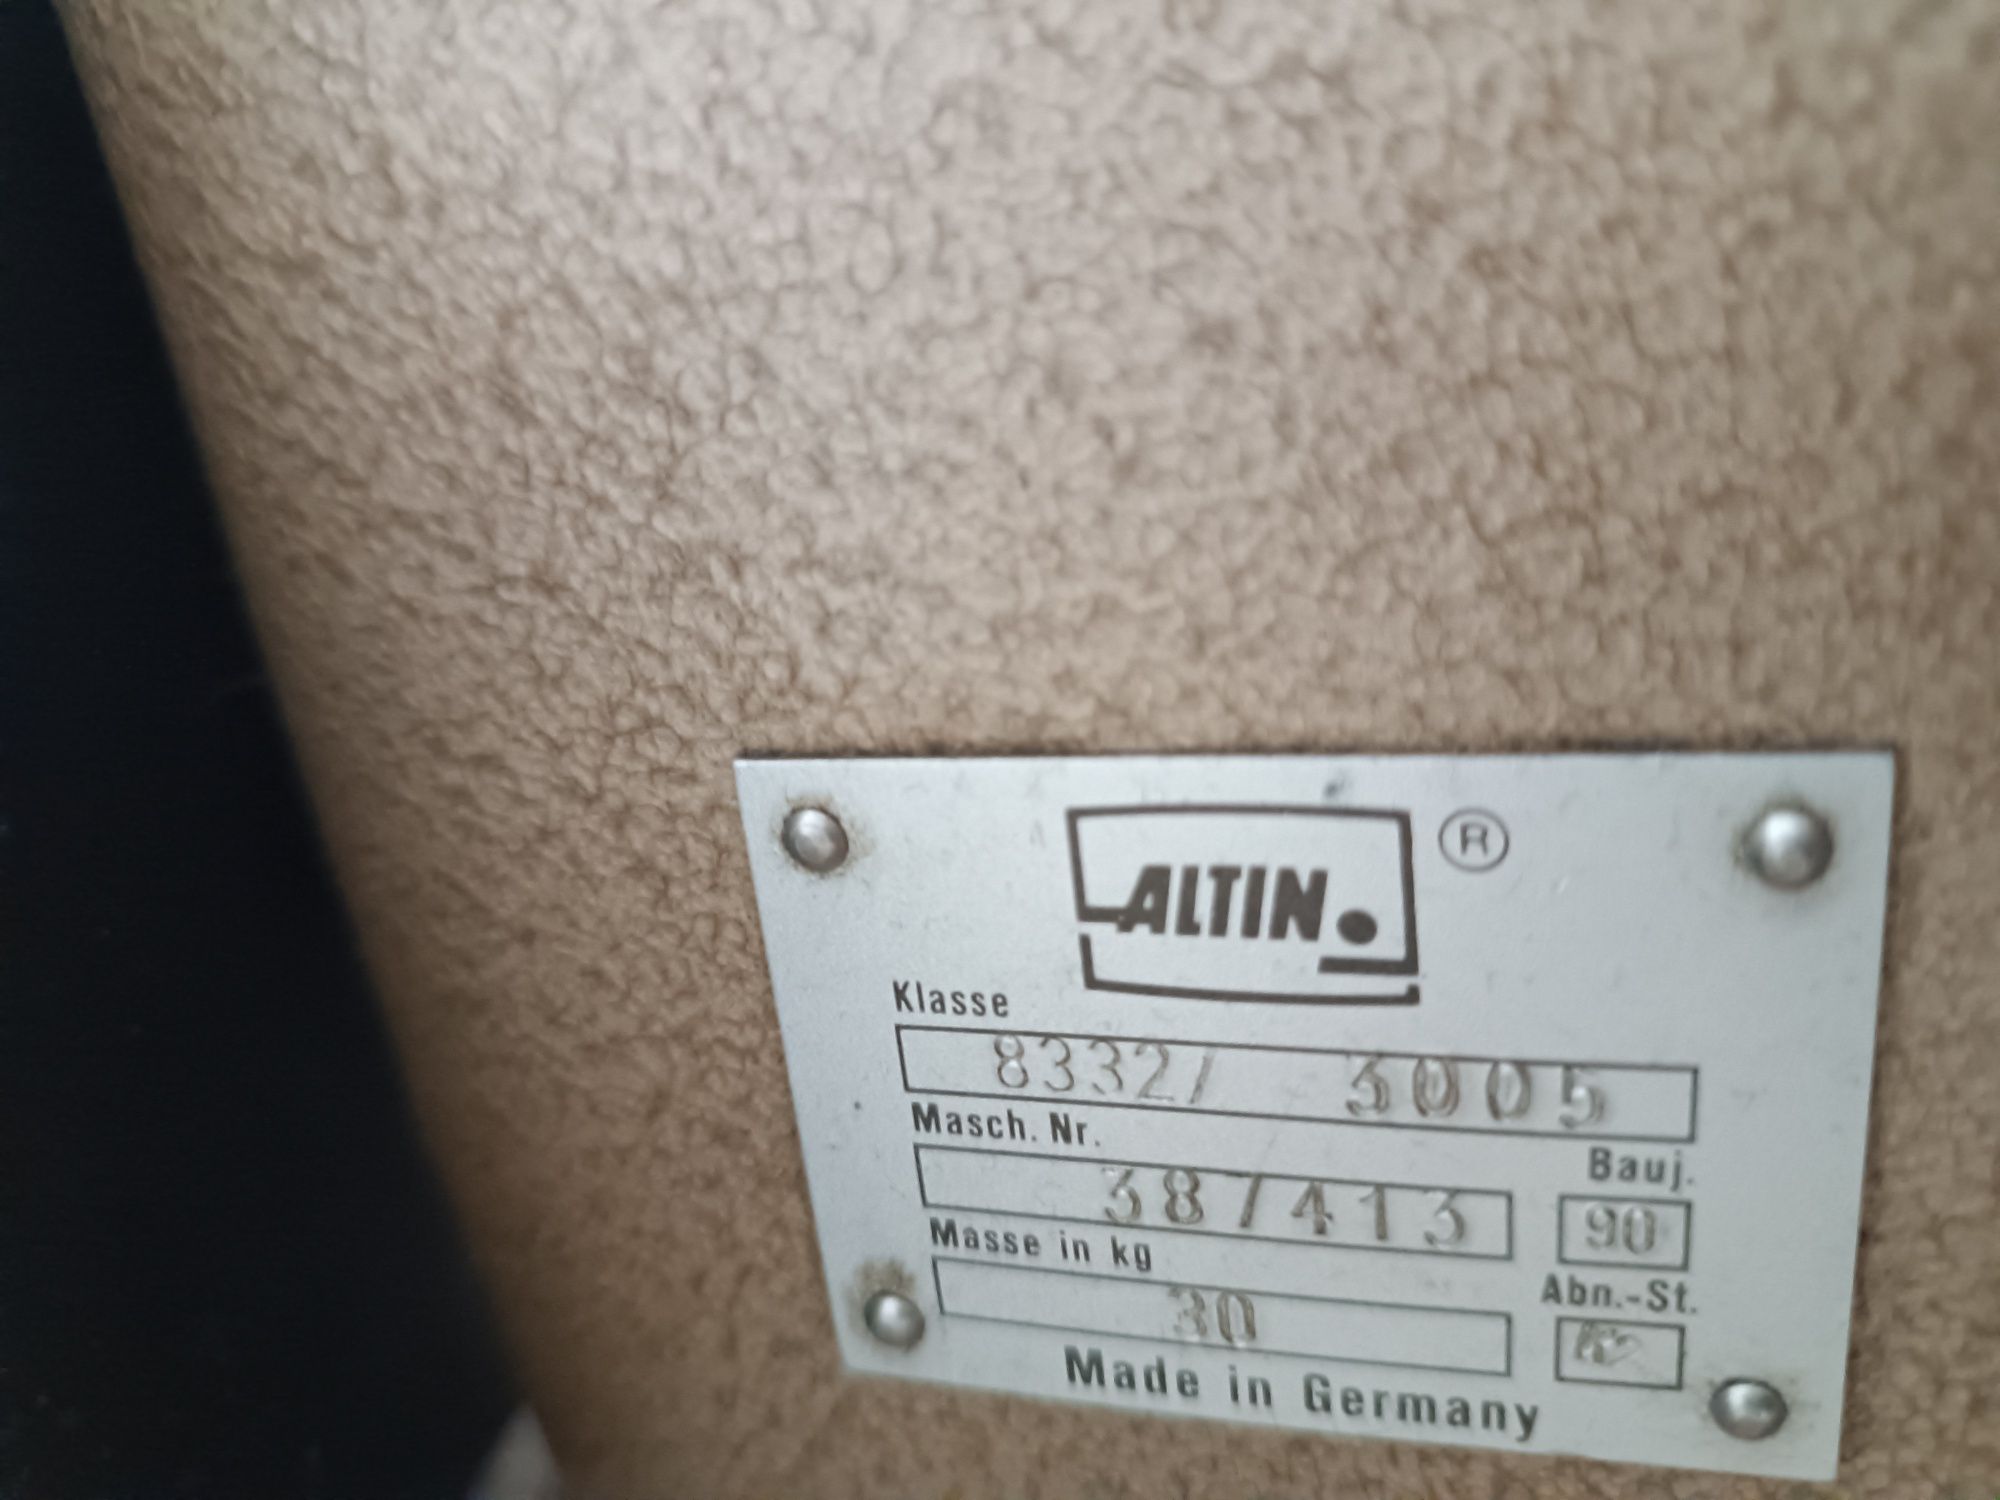 ALTIN.
®
Klasse
8332/ 3005
Masch. Nr.
387413
Bauj.
90
Masse in kg
30
Abn.-St.
Made in Germany